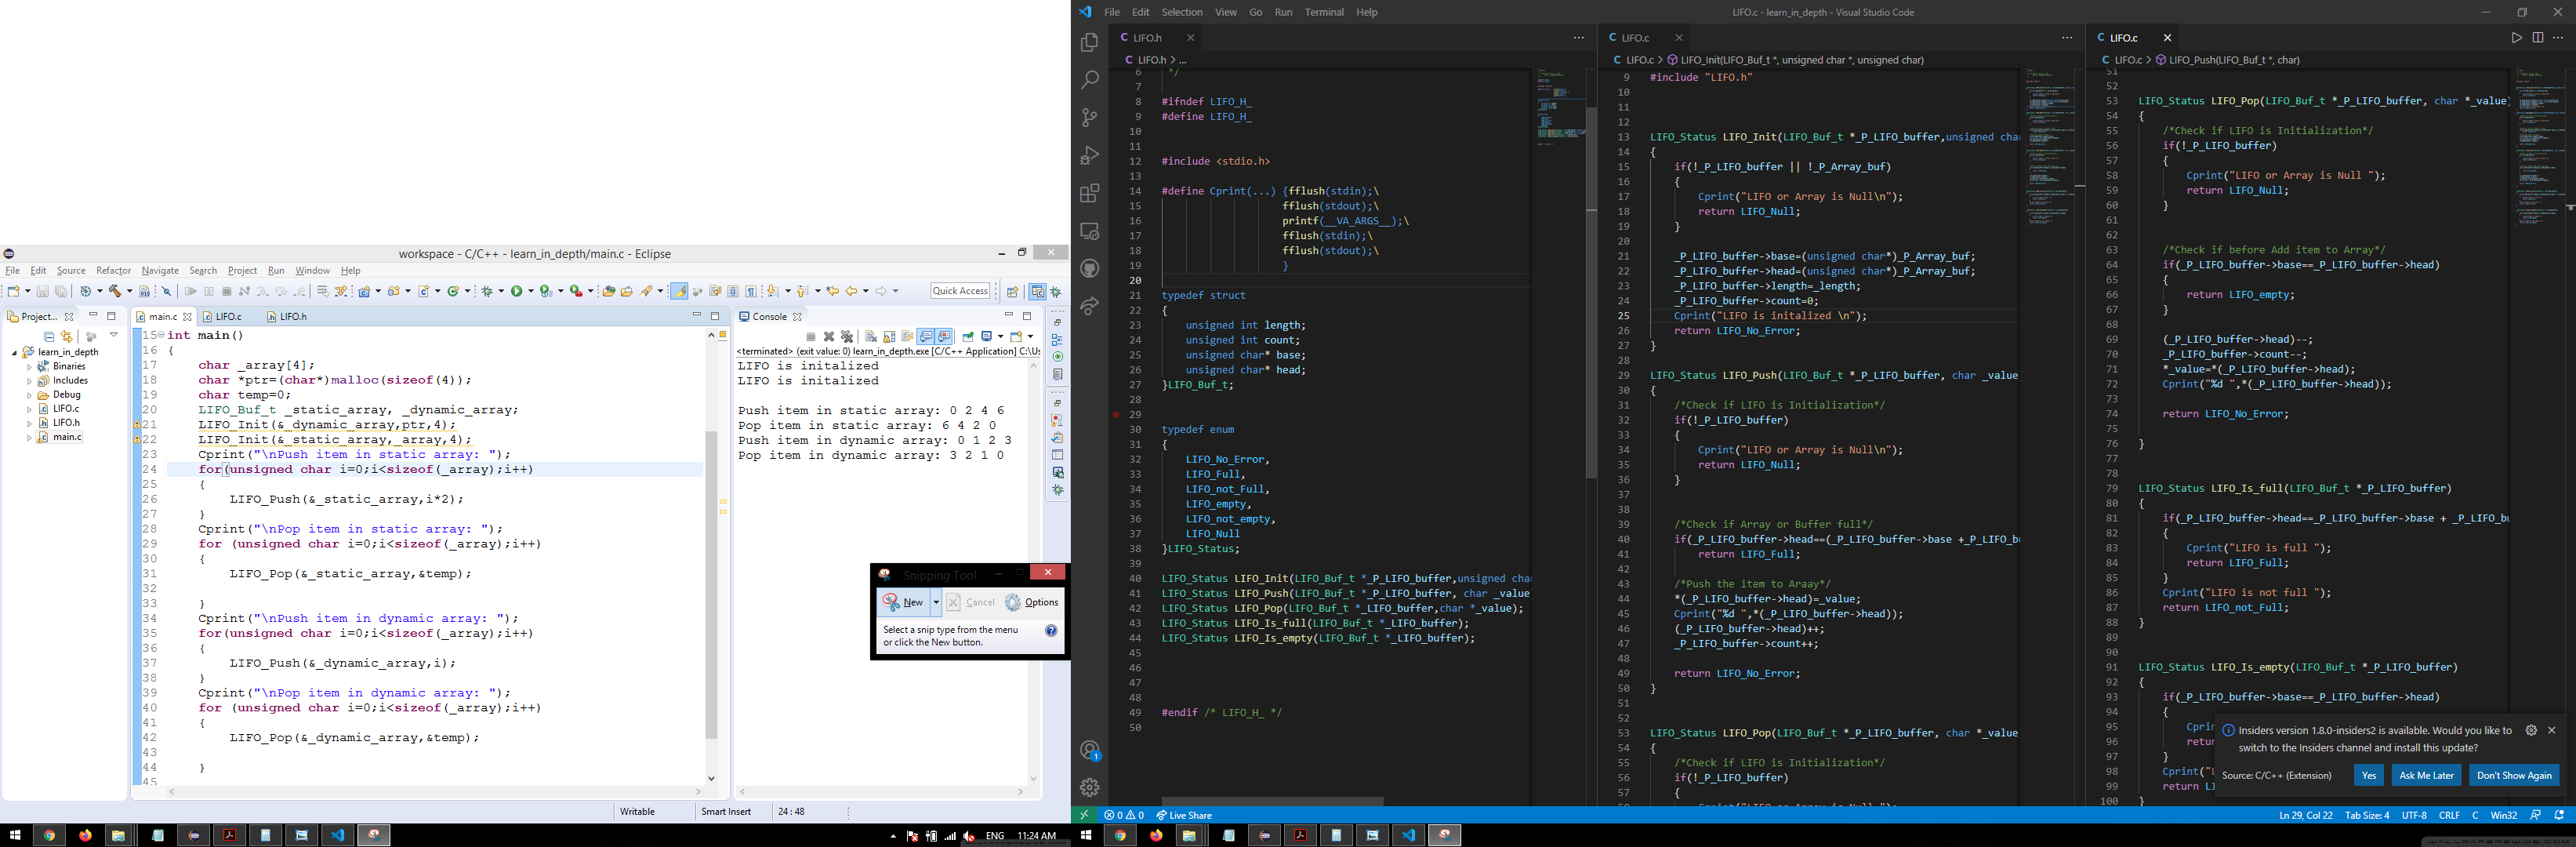 workspace - C/C++ - learn_in_depth/main.c - Eclipse
File Edit Source Refactor Navigate Search Project Run Window Help
Quick Access
Project...
learn_in_depth
Binaries
Includes
Debug
LIFO.c
LIFO.h
main.c
main.c LIFO.c LIFO.h
15 int main()
16 {
17 char _array[4];
18 char *ptr=(char*)malloc(sizeof(4));
19 char temp=0;
20 LIFO_Buf_t _static_array, _dynamic_array;
21 LIFO_Init(&_dynamic_array,ptr,4);
22 LIFO_Init(&_static_array,_array,4);
23 Cprint("\nPush item in static array: ");
24 for(unsigned char i=0;i<sizeof(_array);i++)
25 {
26 LIFO_Push(&_static_array,i*2);
27 }
28 Cprint("\nPop item in static array: ");
29 for (unsigned char i=0;i<sizeof(_array);i++)
30 {
31 LIFO_Pop(&_static_array,&temp);
32
33 }
34 Cprint("\nPush item in dynamic array: ");
35 for(unsigned char i=0;i<sizeof(_array);i++)
36 {
37 LIFO_Push(&_dynamic_array,i);
38 }
39 Cprint("\nPop item in dynamic array: ");
40 for (unsigned char i=0;i<sizeof(_array);i++)
41 {
42 LIFO_Pop(&_dynamic_array,&temp);
43
44 }
45
Console
<terminated> (exit value: 0) learn_in_depth.exe [C/C++ Application] C:\Us
LIFO is initalized
LIFO is initalized
Push item in static array: 0 2 4 6
Pop item in static array: 6 4 2 0
Push item in dynamic array: 0 1 2 3
Pop item in dynamic array: 3 2 1 0
Snipping Tool
New Cancel Options
Select a snip type from the menu
or click the New button.
Writable Smart Insert 24 : 48
ENG 11:24 AM
File Edit Selection View Go Run Terminal Help
LIFO.c - learn_in_depth - Visual Studio Code
LIFO.h
LIFO.h > ...
6 */
7
8 #ifndef LIFO_H_
9 #define LIFO_H_
10
11
12 #include <stdio.h>
13
14 #define Cprint(...) {fflush(stdin);\
15 fflush(stdout);\
16 printf(__VA_ARGS__);\
17 fflush(stdin);\
18 fflush(stdout);\
19 }
20
21 typedef struct
22 {
23 unsigned int length;
24 unsigned int count;
25 unsigned char* base;
26 unsigned char* head;
27 }LIFO_Buf_t;
28
29
30 typedef enum
31 {
32 LIFO_No_Error,
33 LIFO_Full,
34 LIFO_not_Full,
35 LIFO_empty,
36 LIFO_not_empty,
37 LIFO_Null
38 }LIFO_Status;
39
40 LIFO_Status LIFO_Init(LIFO_Buf_t *_P_LIFO_buffer,unsigned char
41 LIFO_Status LIFO_Push(LIFO_Buf_t *_P_LIFO_buffer, char _value
42 LIFO_Status LIFO_Pop(LIFO_Buf_t *_LIFO_buffer,char *_value);
43 LIFO_Status LIFO_Is_full(LIFO_Buf_t *_LIFO_buffer);
44 LIFO_Status LIFO_Is_empty(LIFO_Buf_t *_LIFO_buffer);
45
46
47
48
49 #endif /* LIFO_H_ */
50
LIFO.c
LIFO.c > LIFO_Init(LIFO_Buf_t *, unsigned char *, unsigned char)
9 #include "LIFO.h"
10
11
12
13 LIFO_Status LIFO_Init(LIFO_Buf_t *_P_LIFO_buffer,unsigned char
14 {
15 if(!_P_LIFO_buffer || !_P_Array_buf)
16 {
17 Cprint("LIFO or Array is Null\n");
18 return LIFO_Null;
19 }
20
21 _P_LIFO_buffer->base=(unsigned char*)_P_Array_buf;
22 _P_LIFO_buffer->head=(unsigned char*)_P_Array_buf;
23 _P_LIFO_buffer->length=_length;
24 _P_LIFO_buffer->count=0;
25 Cprint("LIFO is initalized \n");
26 return LIFO_No_Error;
27 }
28
29 LIFO_Status LIFO_Push(LIFO_Buf_t *_P_LIFO_buffer, char _value
30 {
31 /*Check if LIFO is Initialization*/
32 if(!_P_LIFO_buffer)
33 {
34 Cprint("LIFO or Array is Null\n");
35 return LIFO_Null;
36 }
37
38
39 /*Check if Array or Buffer full*/
40 if(_P_LIFO_buffer->head==(_P_LIFO_buffer->base +_P_LIFO_bu
41 return LIFO_Full;
42
43 /*Push the item to Araay*/
44 *(_P_LIFO_buffer->head)=_value;
45 Cprint("%d ",*(_P_LIFO_buffer->head));
46 (_P_LIFO_buffer->head)++;
47 _P_LIFO_buffer->count++;
48
49 return LIFO_No_Error;
50 }
51
52
53 LIFO_Status LIFO_Pop(LIFO_Buf_t *_P_LIFO_buffer, char *_value
54 {
55 /*Check if LIFO is Initialization*/
56 if(!_P_LIFO_buffer)
57 {
LIFO.c
LIFO.c > LIFO_Push(LIFO_Buf_t *, char)
51
52
53 LIFO_Status LIFO_Pop(LIFO_Buf_t *_P_LIFO_buffer, char *_value)
54 {
55 /*Check if LIFO is Initialization*/
56 if(!_P_LIFO_buffer)
57 {
58 Cprint("LIFO or Array is Null ");
59 return LIFO_Null;
60 }
61
62
63 /*Check if before Add item to Array*/
64 if(_P_LIFO_buffer->base==_P_LIFO_buffer->head)
65 {
66 return LIFO_empty;
67 }
68
69 (_P_LIFO_buffer->head)--;
70 _P_LIFO_buffer->count--;
71 *_value=*(_P_LIFO_buffer->head);
72 Cprint("%d ",*(_P_LIFO_buffer->head));
73
74 return LIFO_No_Error;
75
76 }
77
78
79 LIFO_Status LIFO_Is_full(LIFO_Buf_t *_P_LIFO_buffer)
80 {
81 if(_P_LIFO_buffer->head==_P_LIFO_buffer->base + _P_LIFO_bu
82 {
83 Cprint("LIFO is full ");
84 return LIFO_Full;
85 }
86 Cprint("LIFO is not full ");
87 return LIFO_not_Full;
88 }
89
90
91 LIFO_Status LIFO_Is_empty(LIFO_Buf_t *_P_LIFO_buffer)
92 {
93 if(_P_LIFO_buffer->base==_P_LIFO_buffer->head)
94 {
95 Cpri
96 retu
97 }
98 Cprint("L
99 return LI
100 }
Insiders version 1.8.0-insiders2 is available. Would you like to
switch to the Insiders channel and install this update?
Source: C/C++ (Extension) Yes Ask Me Later Don't Show Again
0 0 Live Share
Ln 29, Col 22 Tab Size: 4 UTF-8 CRLF C Win32